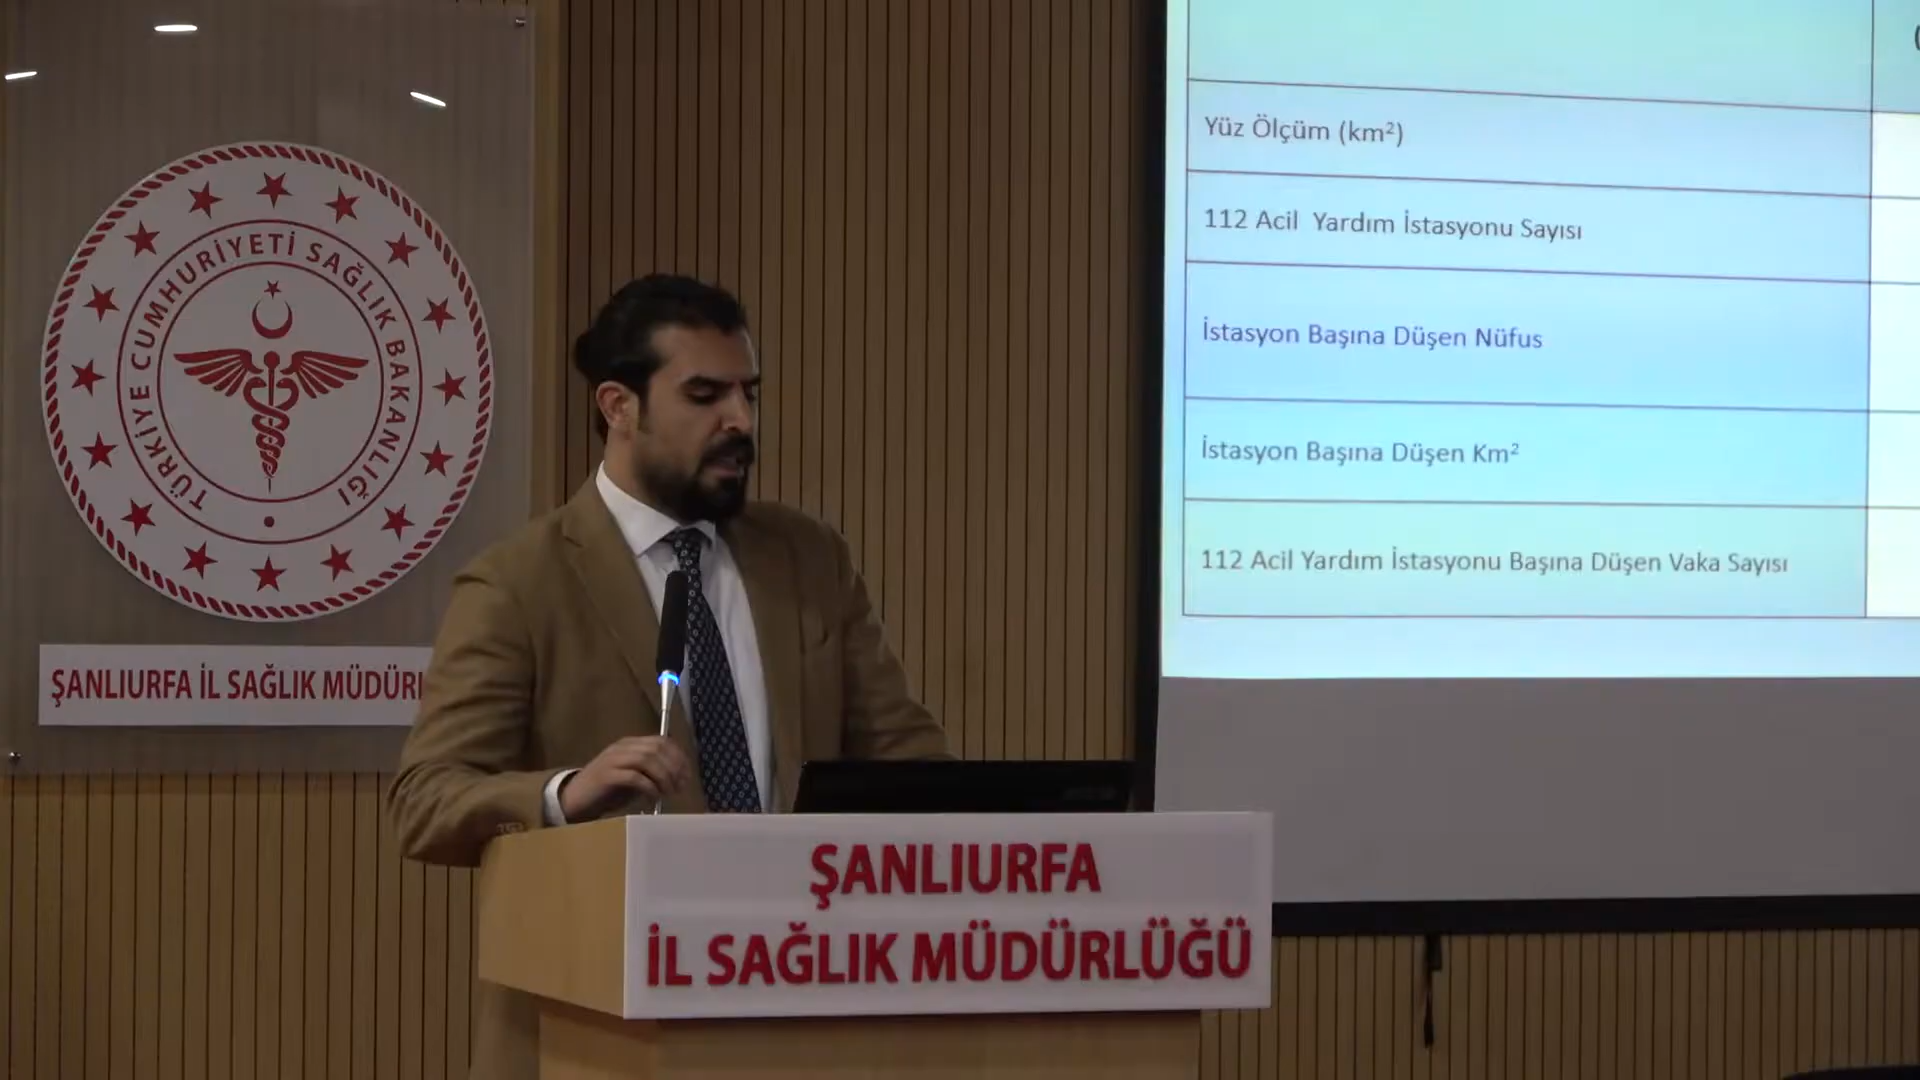 TÜRKİYE CUMHURİYETİ SAĞLIK BAKANLIĞI
ŞANLIURFA İL SAĞLIK
Yüz Ölçüm (km²)
112 Acil Yardım İstasyonu Sayısı
İstasyon Başına Düşen Nüfus
İstasyon Başına Düşen Km²
112 Acil Yardım İstasyonu Başına Düşen Vaka Sayısı
ŞANLIURFA
İL SAĞLIK MÜDÜRLÜĞÜ